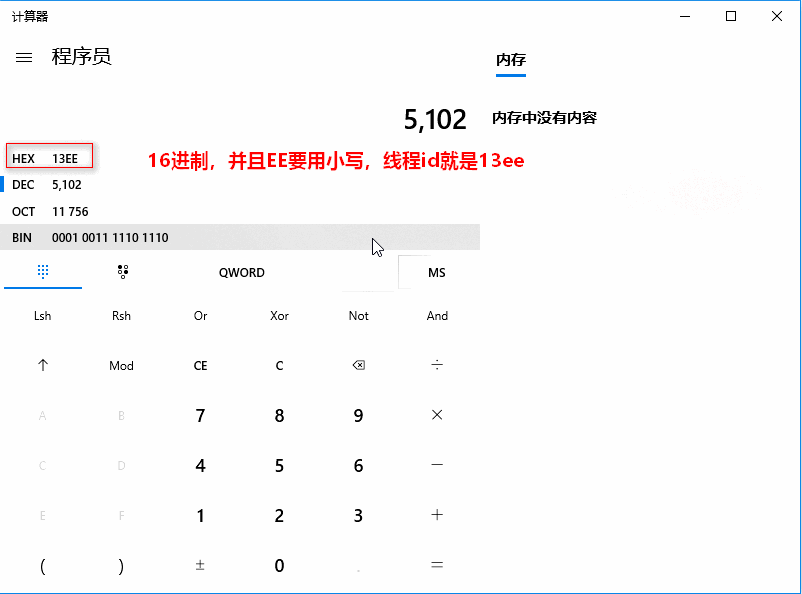 计算器
程序员
内存
5,102
内存中没有内容
HEX 13EE
16进制，并且EE要用小写，线程id就是13ee
DEC 5,102
OCT 11 756
BIN 0001 0011 1110 1110
QWORD MS
Lsh Rsh Or Xor Not And
↑ Mod CE C ⌫ ÷
A B 7 8 9 ×
C D 4 5 6 −
E F 1 2 3 +
( ) ± 0 . =